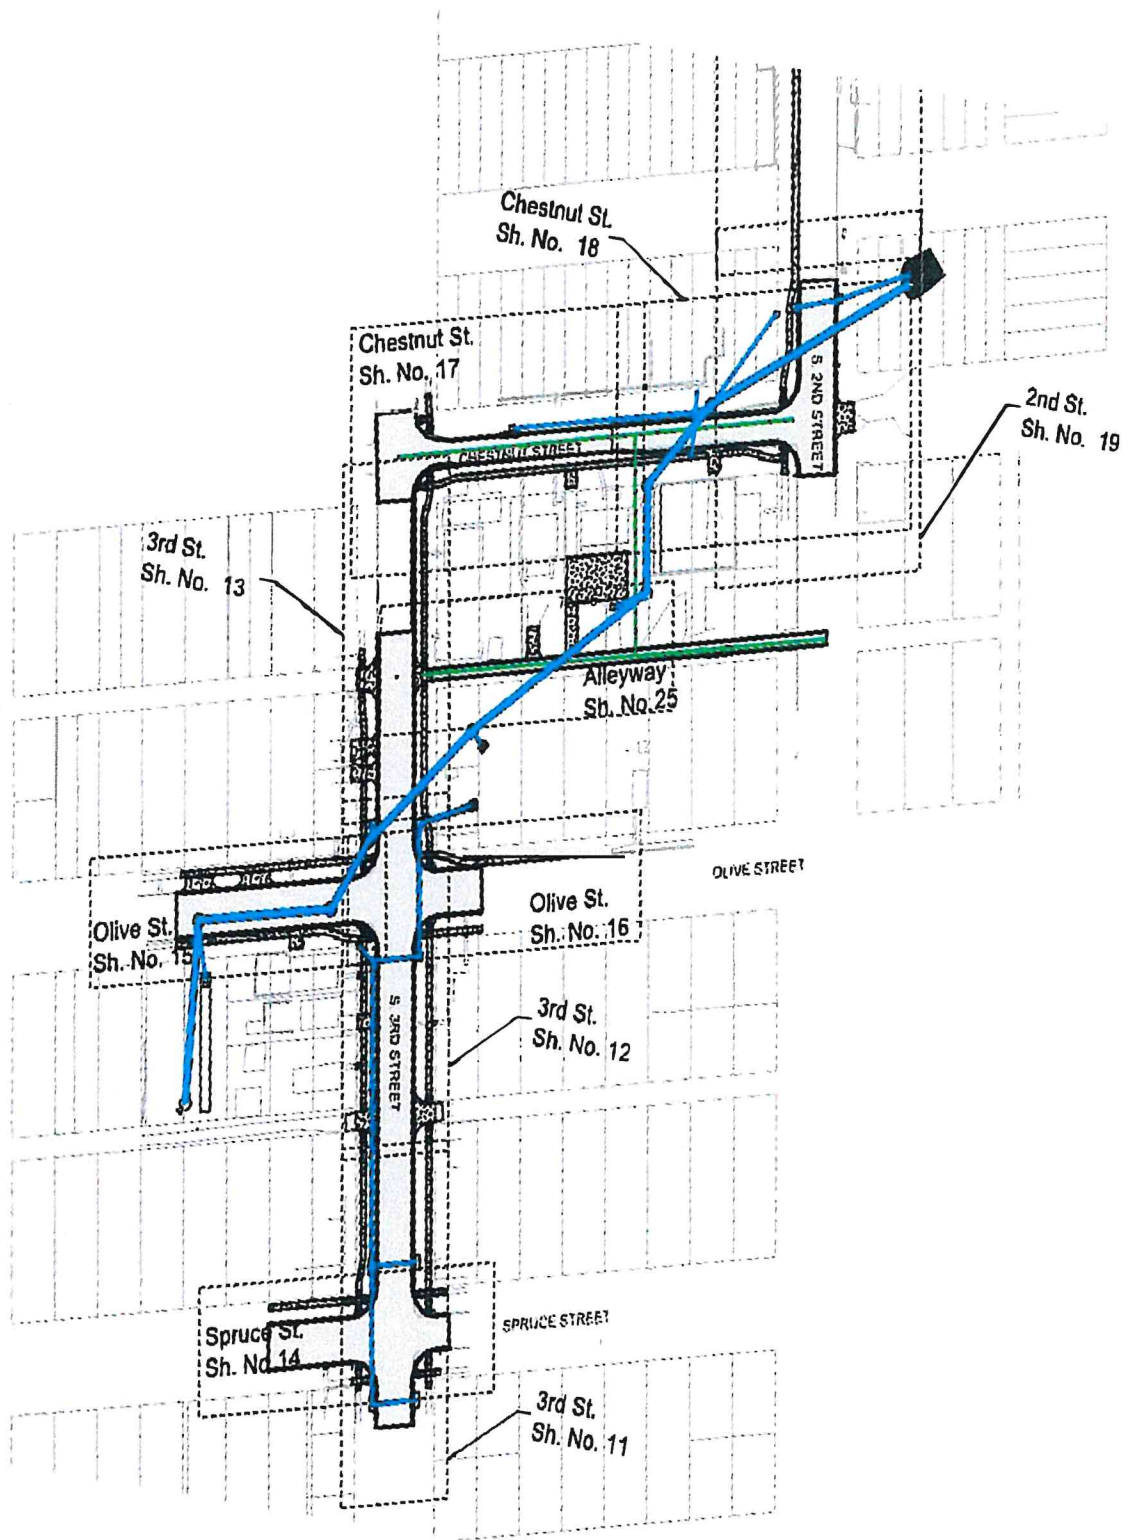 Chestnut St.
Sh. No. 18
Chestnut St.
Sh. No. 17
S. 2ND STREET
2nd St.
Sh. No. 19
CHESTNUT STREET
3rd St.
Sh. No. 13
Alleyway
Sh. No. 25
OLIVE STREET
Olive St.
Sh. No. 15
Olive St.
Sh. No. 16
S. 3RD STREET
3rd St.
Sh. No. 12
SPRUCE STREET
Spruce St.
Sh. No. 14
3rd St.
Sh. No. 11